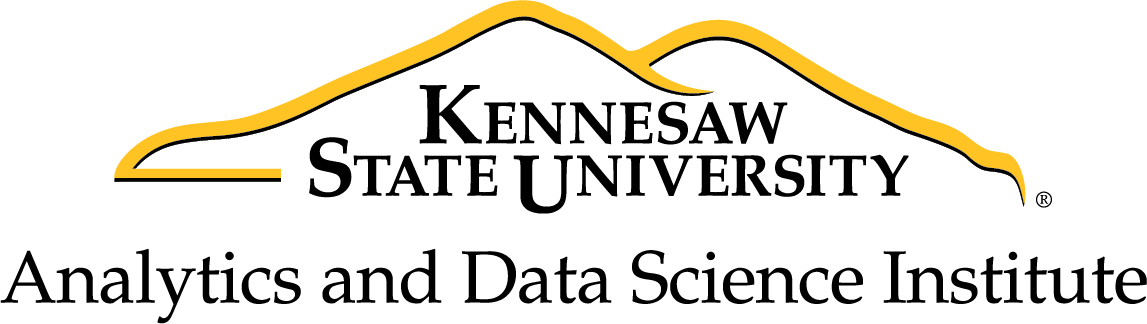 KENNESAW
STATE UNIVERSITY ®
Analytics and Data Science Institute